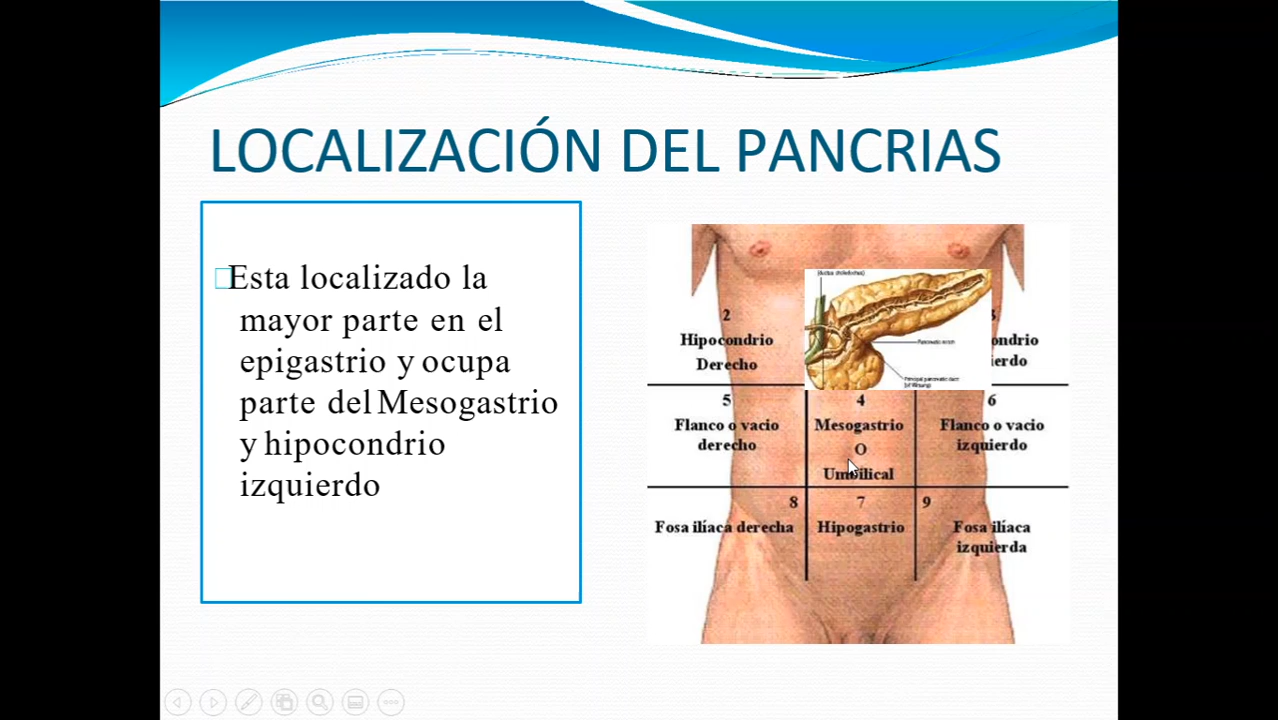 LOCALIZACIÓN DEL PANCRIAS
Esta localizado la
mayor parte en el
epigastrio y ocupa
parte del Mesogastrio
y hipocondrio
izquierdo
2
Hipocondrio
Derecho
ondrio
ierdo
5
Flanco o vacio
derecho
4
Mesogastrio
O
Umbilical
6
Flanco o vacio
izquierdo
8
Fosa ilíaca derecha
7
Hipogastrio
9
Fosa ilíaca
izquierda